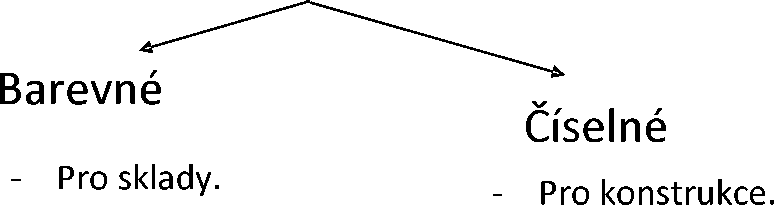 Barevné
- Pro sklady.
Číselné
- Pro konstrukce.